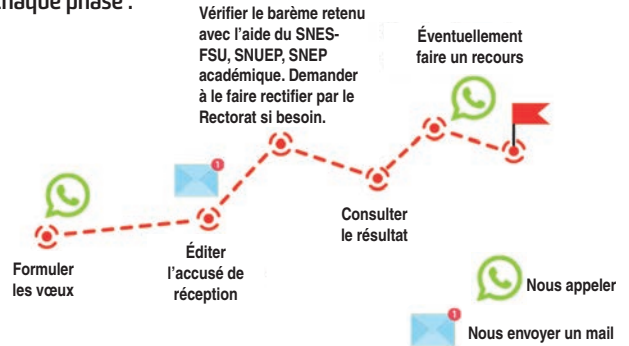 chaque phase :
Vérifier le barème retenu
avec l'aide du SNES-
FSU, SNUEP, SNEP
académique. Demander
à le faire rectifier par le
Rectorat si besoin.
Éventuellement
faire un recours
1
Consulter
le résultat
Éditer
l'accusé de
réception
Formuler
les vœux
Nous appeler
1
Nous envoyer un mail